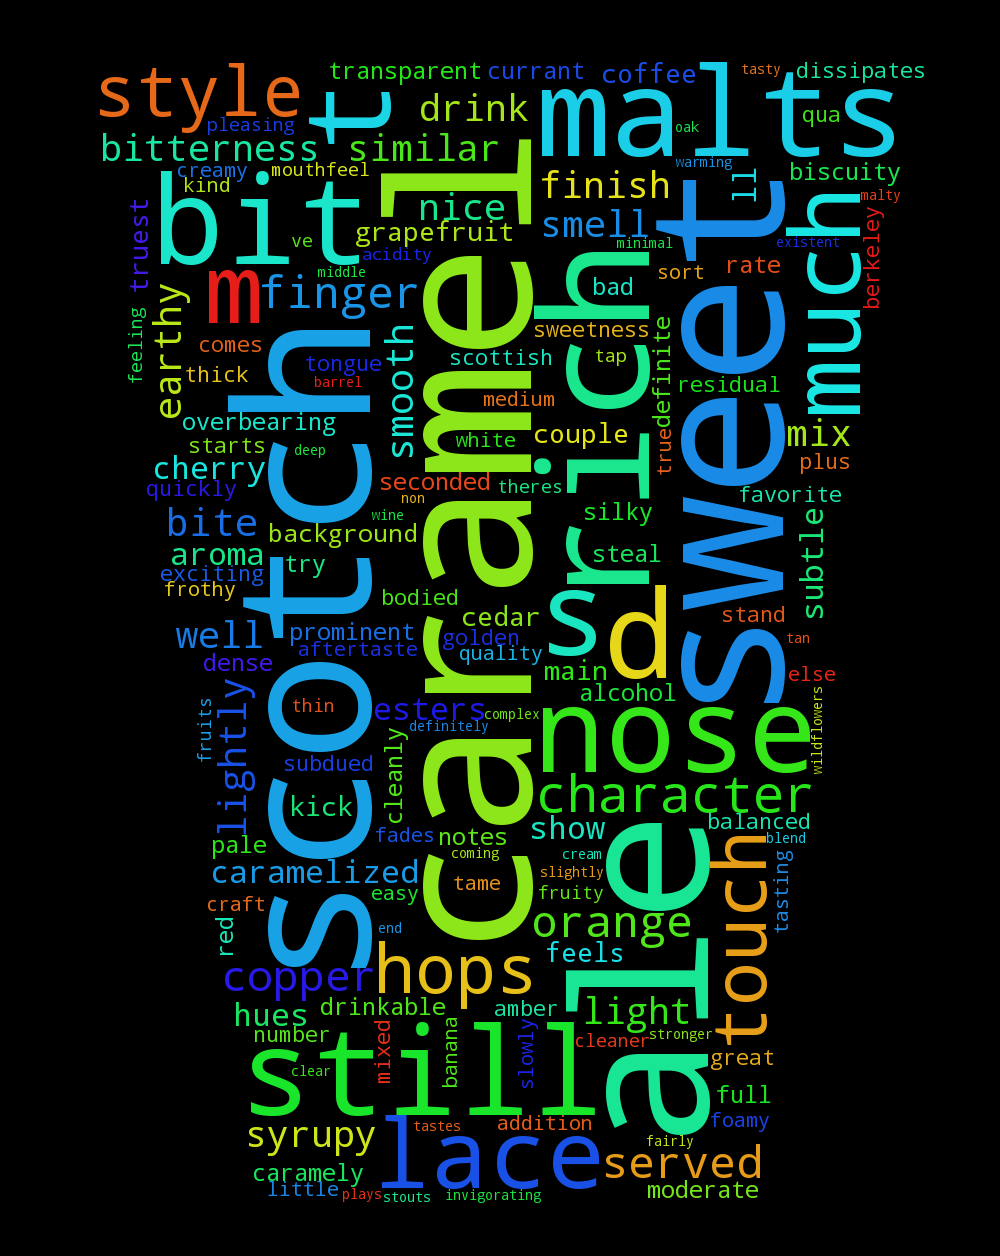 style
transparent
currant
coffee
tasty
dissipates
pleasing
t
drink
malts
oak
qua
bitterness
similar
creamy
mouthfeel
kind
warming
ll
biscuity
malty
bit
nice
finish
smell
sweet
much
truest
ve
grapefruit
acidity
minimal
existent
berkeley
middle
m
finger
sort
rate
bad
earthy
feeling
comes
thick
tongue
barrel
smooth
scottish
sweetness
tap
definite
residual
medium
rich
caramel
scotch
overbearing
starts
deep
white
couple
true
mix
plus
cherry
quickly
seconded
non
theres
favorite
bite
wine
background
silky
subtle
aroma
try
steal
exciting
frothy
bodied
s
d
cedar
stand
well
prominent
aftertaste
golden
quality
tan
dense
main
else
alcohol
lightly
fruits
thin
esters
complex
definitely
nose
wildflowers
subdued
cleanly
kick
character
pale
fades
notes
show
balanced
blend
coming
cream
caramelized
tame
slightly
easy
fruity
tasting
craft
red
end
orange
ale
touch
copper
hops
feels
hues
drinkable
amber
light
number
mixed
banana
slowly
cleaner
stronger
great
clear
still
full
foamy
syrupy
tastes
addition
lace
fairly
served
caramely
little
plays
stouts
invigorating
moderate